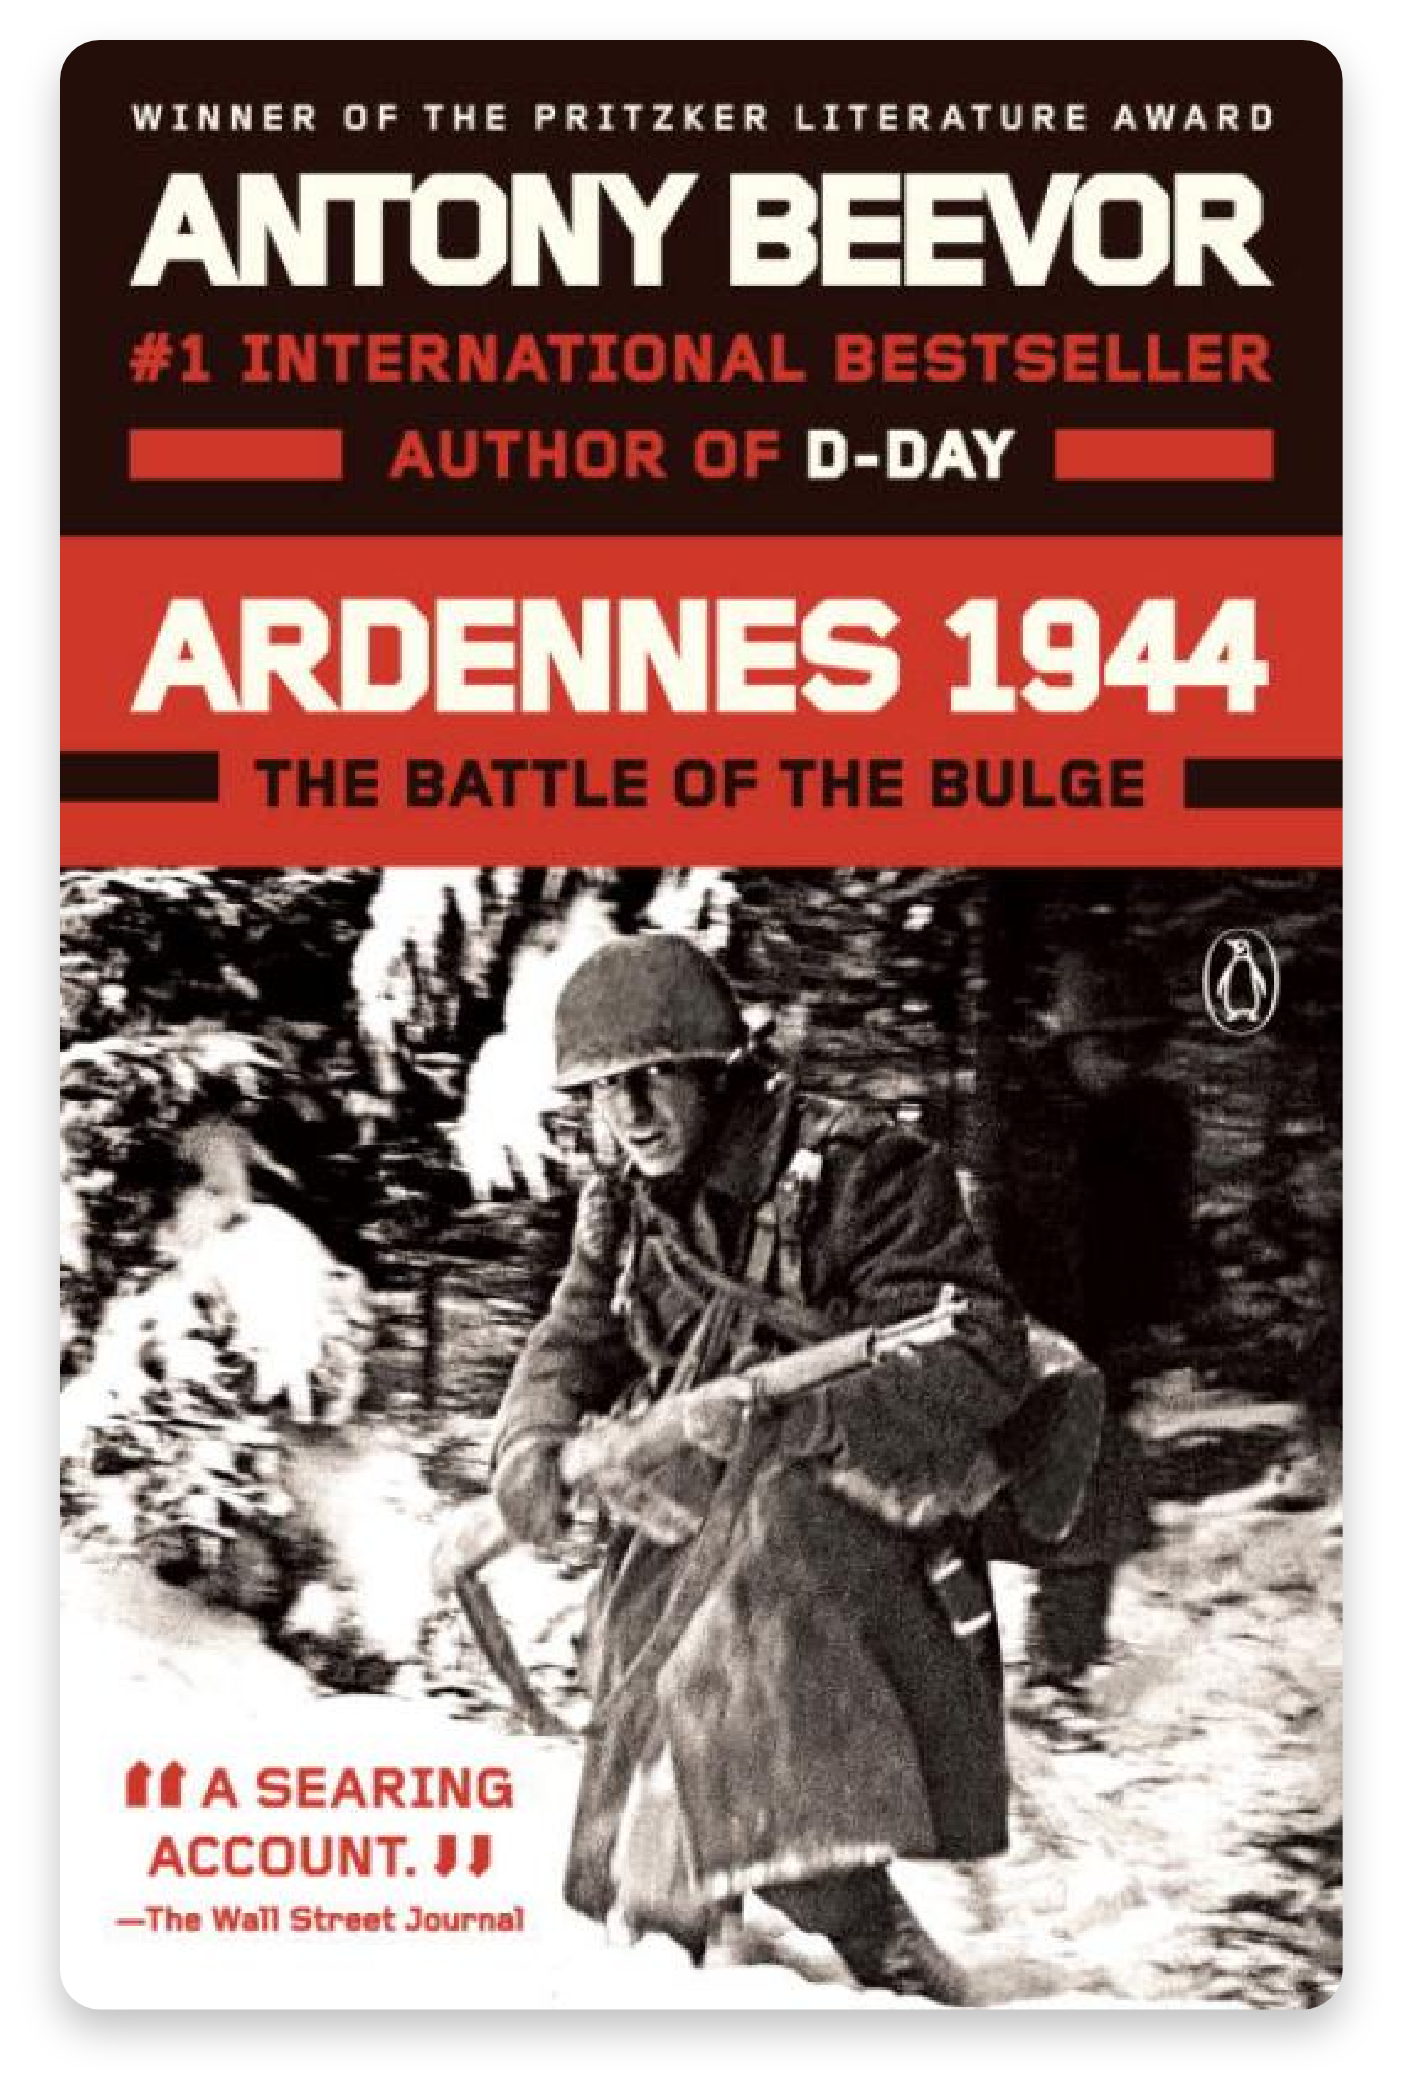 WINNER OF THE PRITZKER LITERATURE AWARD
ANTONY BEEVOR
#1 INTERNATIONAL BESTSELLER
AUTHOR OF D-DAY
ARDENNES 1944
THE BATTLE OF THE BULGE
"A SEARING
ACCOUNT."
—The Wall Street Journal